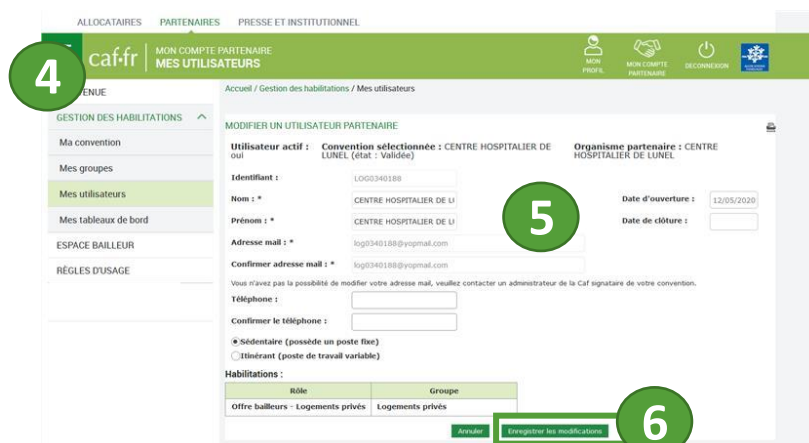 ALLOCATAIRES PARTENAIRES PRESSE ET INSTITUTIONNEL
caf•fr MON COMPTE PARTENAIRE
MES UTILISATEURS
MON PROFIL
MON COMPTE PARTENAIRE
DECONNEXION
4
ENUE
GESTION DES HABILITATIONS
Ma convention
Mes groupes
Mes utilisateurs
Mes tableaux de bord
ESPACE BAILLEUR
RÈGLES D'USAGE
Accueil / Gestion des habilitations / Mes utilisateurs
MODIFIER UN UTILISATEUR PARTENAIRE
Utilisateur actif : oui
Convention sélectionnée : CENTRE HOSPITALIER DE LUNEL (état : Validée)
Organisme partenaire : CENTRE HOSPITALIER DE LUNEL
Identifiant : LOG0340188
Nom : * CENTRE HOSPITALIER DE LU
Date d'ouverture : 12/05/2020
Prénom : * CENTRE HOSPITALIER DE LU
Date de clôture :
5
Adresse mail : * log0340188@yopmail.com
Confirmer adresse mail : * log0340188@yopmail.com
Vous n'avez pas la possibilité de modifier votre adresse mail, veuillez contacter un administrateur de la Caf signataire de votre convention.
Téléphone :
Confirmer le téléphone :
Sédentaire (possède un poste fixe)
Itinérant (poste de travail variable)
Habilitations :
Rôle Groupe
Offre bailleurs - Logements privés Logements privés
Annuler Enregistrer les modifications
6